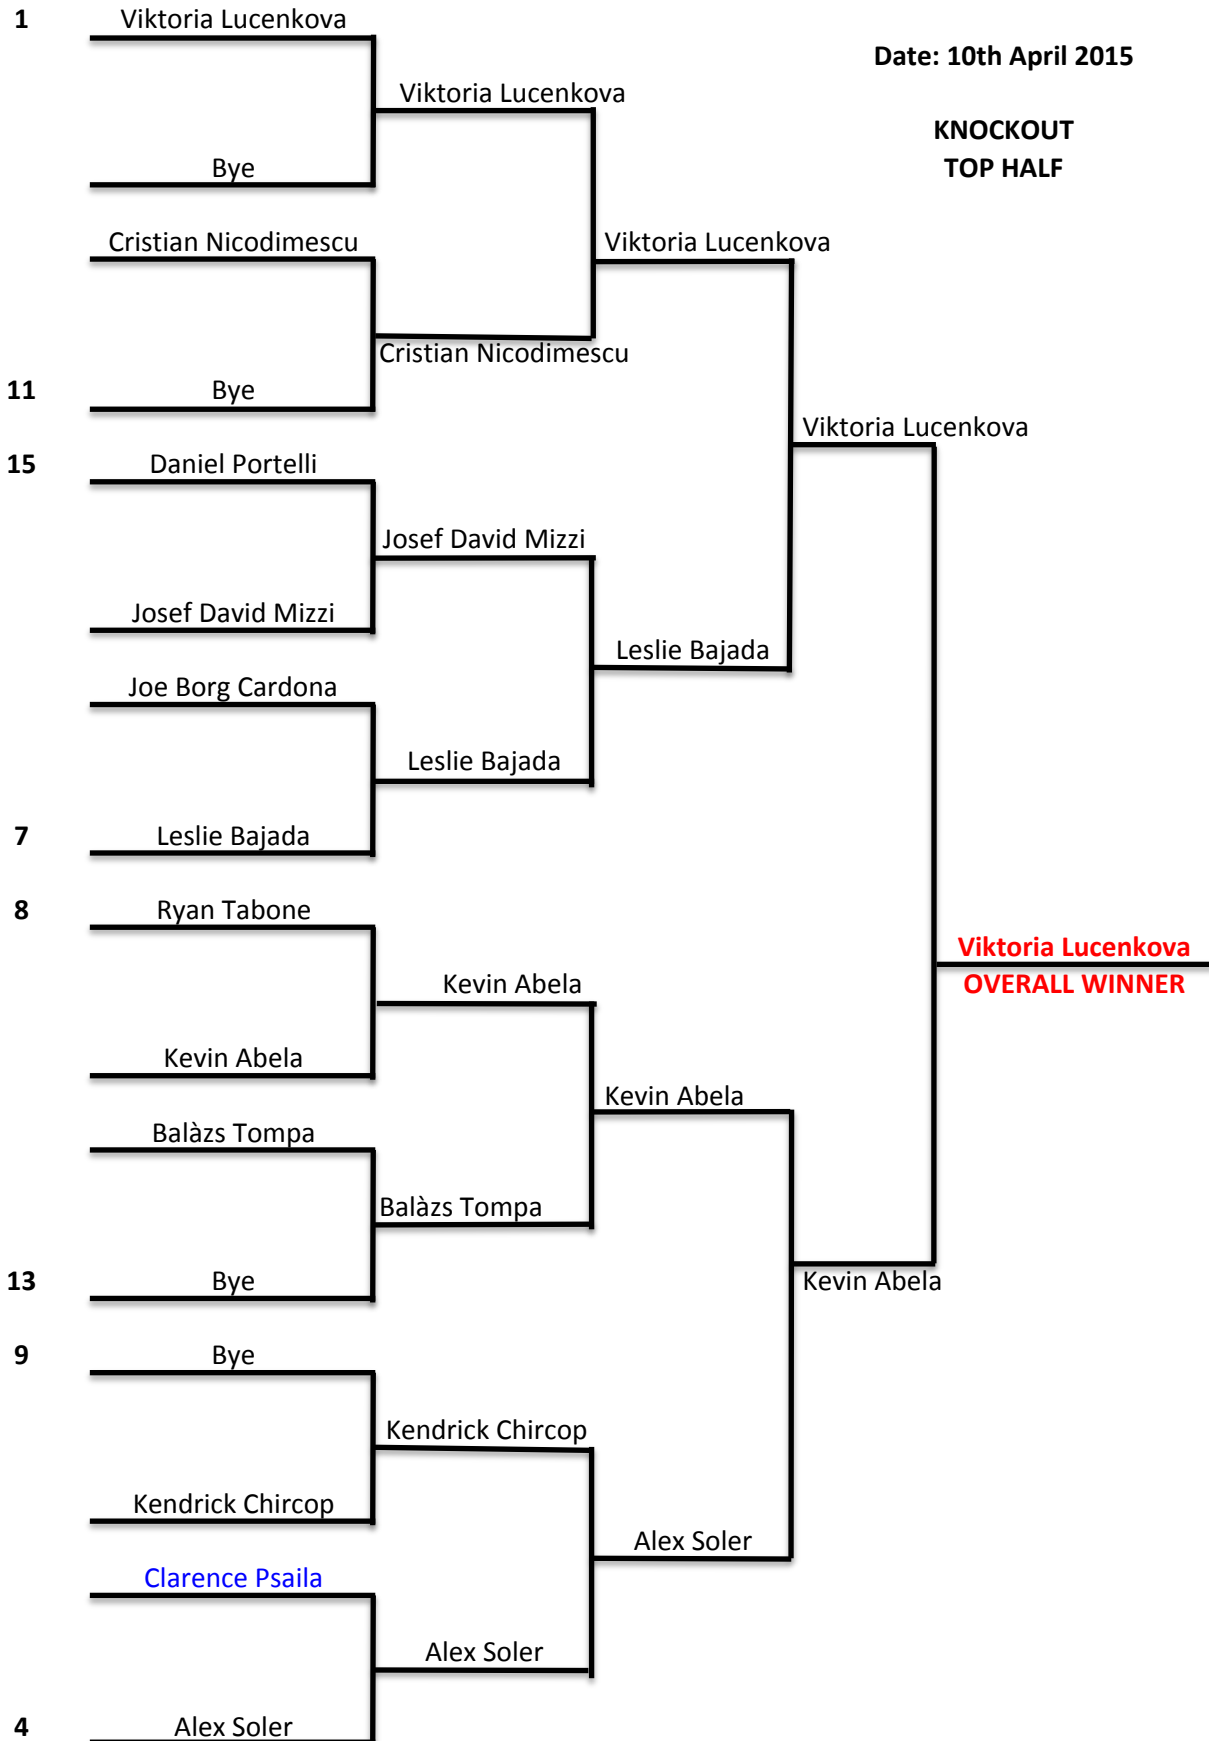 1 Viktoria Lucenkova
Date: 10th April 2015
Viktoria Lucenkova
KNOCKOUT
TOP HALF
Bye
Cristian Nicodimescu
Viktoria Lucenkova
Cristian Nicodimescu
11 Bye
Viktoria Lucenkova
15 Daniel Portelli
Josef David Mizzi
Josef David Mizzi
Leslie Bajada
Joe Borg Cardona
Leslie Bajada
7 Leslie Bajada
8 Ryan Tabone
Viktoria Lucenkova
OVERALL WINNER
Kevin Abela
Kevin Abela
Kevin Abela
Balàzs Tompa
Balàzs Tompa
13 Bye
Kevin Abela
9 Bye
Kendrick Chircop
Kendrick Chircop
Alex Soler
Clarence Psaila
Alex Soler
4 Alex Soler